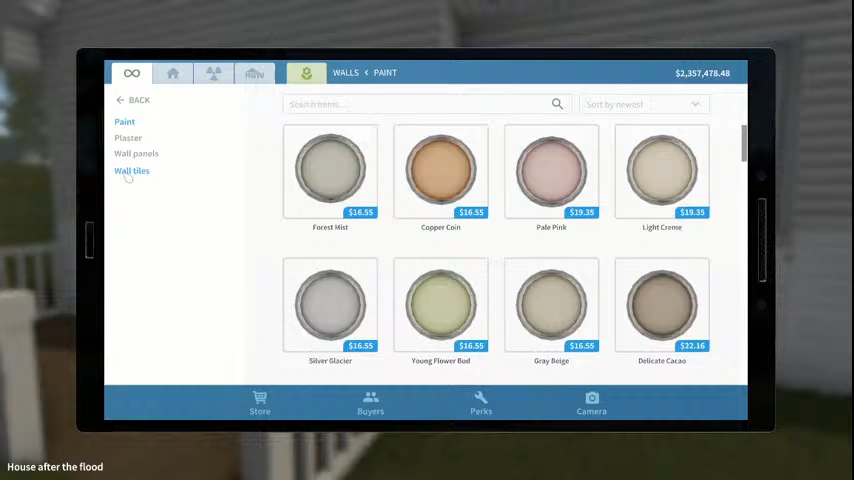 HGTV
WALLS < PAINT
$2,357,478.48
BACK
Search items...
Sort by newest
Paint
Plaster
Wall panels
Wall tiles
$16.55
$16.55
$19.35
$19.35
Forest Mist
Copper Coin
Pale Pink
Light Creme
$16.55
$16.55
$16.55
$22.16
Silver Glacier
Young Flower Bud
Gray Beige
Delicate Cacao
Store
Buyers
Perks
Camera
House after the flood